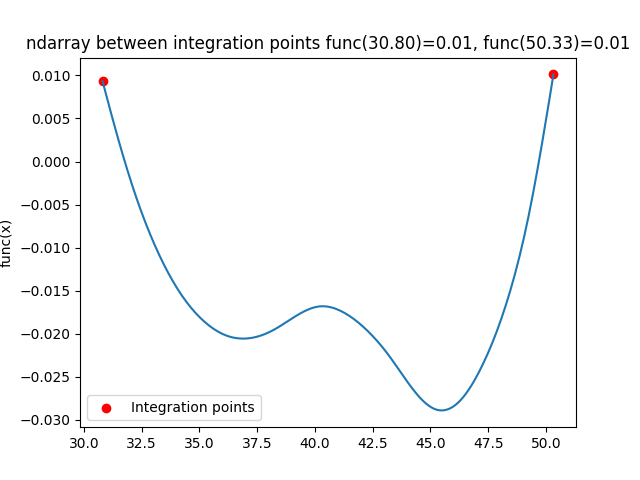 ndarray between integration points func(30.80)=0.01, func(50.33)=0.01
0.010
0.005
0.000
−0.005
−0.010
−0.015
−0.020
−0.025
−0.030
func(x)
Integration points
30.0 32.5 35.0 37.5 40.0 42.5 45.0 47.5 50.0